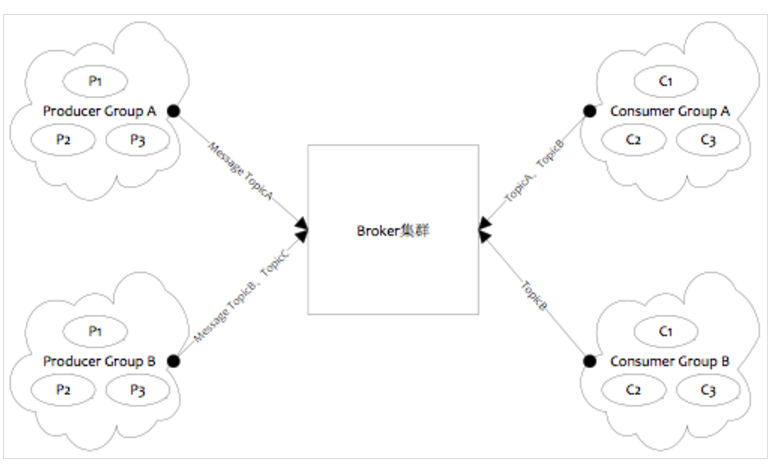 P1
Producer Group A
P2
P3
Message TopicA
C1
Consumer Group A
C2
C3
TopicA、TopicB
Broker集群
P1
Producer Group B
P2
P3
Message TopicB、TopicC
C1
Consumer Group B
C2
C3
TopicB